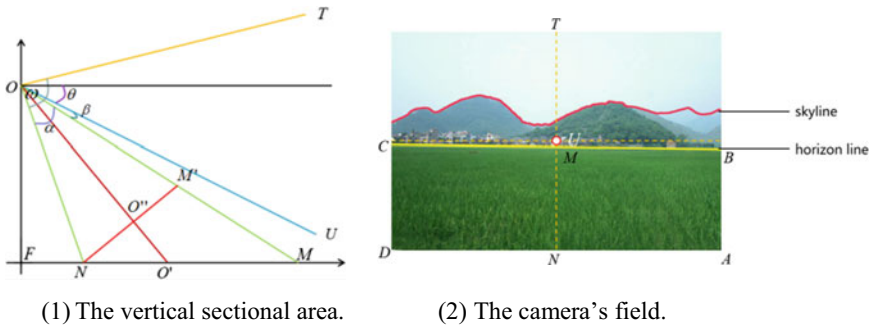 T
O
ω
θ
β
α
M'
O''
U
F
N
O'
M
T
skyline
C
U
M
B
horizon line
D
N
A
(1) The vertical sectional area.
(2) The camera's field.